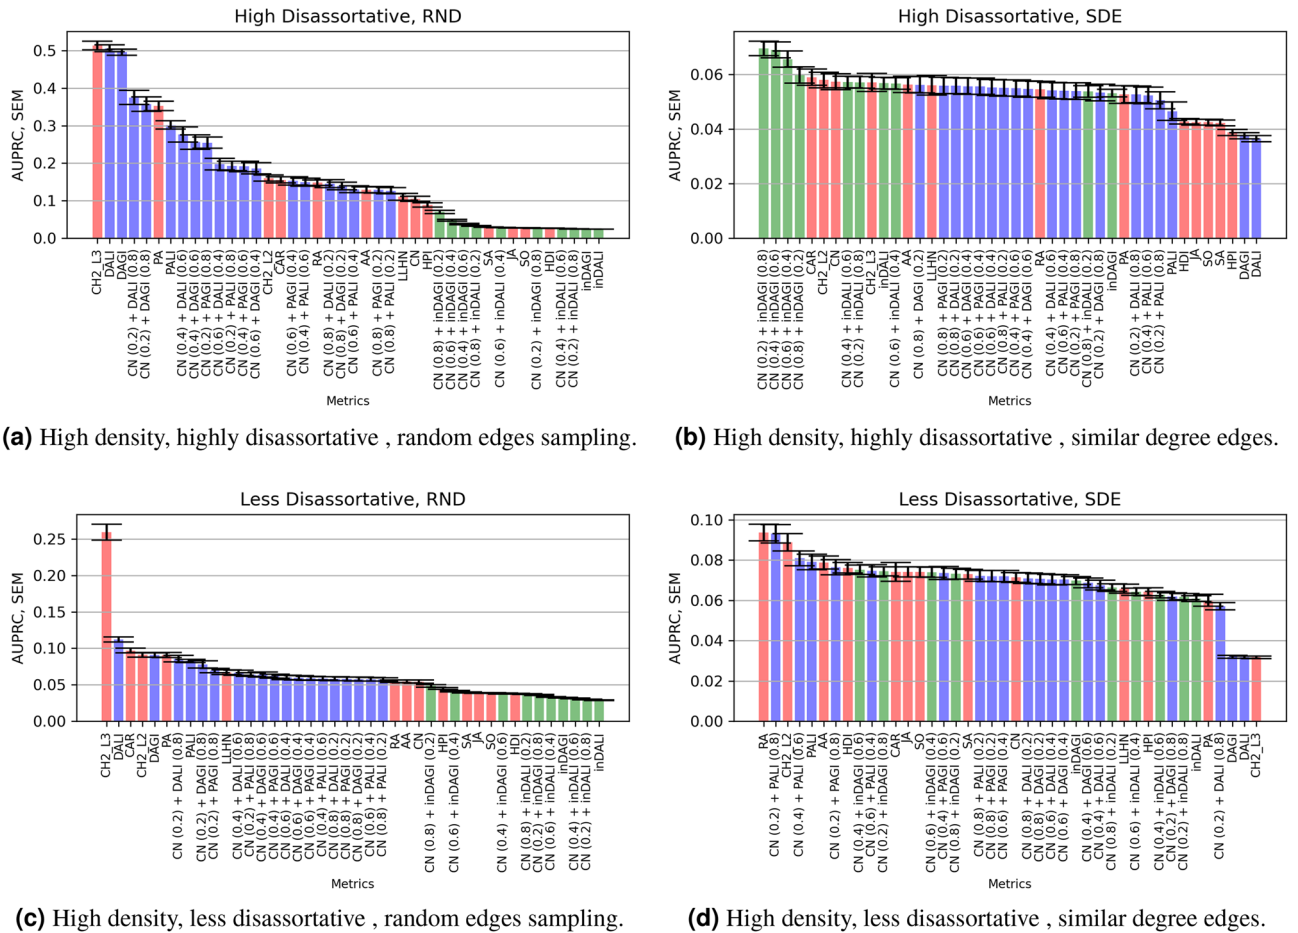 High Disassortative, RND
AUPRC, SEM
0.5
0.4
0.3
0.2
0.1
0.0
CH2_L3
DALI
DAGI
CN (0.2) + DALI (0.8)
CN (0.2) + DAGI (0.8)
PA
PALI
CN (0.4) + DALI (0.6)
CN (0.4) + DAGI (0.6)
CN (0.2) + PAGI (0.8)
CN (0.6) + DALI (0.4)
CN (0.2) + PALI (0.8)
CN (0.4) + PAGI (0.6)
CN (0.6) + DAGI (0.4)
CH2_L2
CAR
CN (0.6) + PAGI (0.4)
CN (0.4) + PALI (0.6)
RA
CN (0.8) + DALI (0.2)
CN (0.8) + DAGI (0.2)
CN (0.6) + PALI (0.4)
AA
CN (0.8) + PAGI (0.2)
CN (0.8) + PALI (0.2)
LLHN
CN
HPI
CN (0.8) + inDAGI (0.2)
CN (0.6) + inDAGI (0.4)
CN (0.4) + inDAGI (0.6)
CN (0.8) + inDALI (0.2)
SA
CN (0.6) + inDALI (0.4)
JA
SO
CN (0.2) + inDAGI (0.8)
HDI
CN (0.4) + inDALI (0.6)
CN (0.2) + inDALI (0.8)
inDAGI
inDALI
Metrics
(a) High density, highly disassortative , random edges sampling.
High Disassortative, SDE
AUPRC, SEM
0.06
0.04
0.02
0.00
CN (0.2) + inDAGI (0.8)
CN (0.4) + inDAGI (0.6)
CN (0.6) + inDAGI (0.4)
CN (0.8) + inDAGI (0.2)
CAR
CH2_L2
CN
CN (0.4) + inDALI (0.6)
CN (0.2) + inDALI (0.8)
CH2_L3
inDALI
CN (0.6) + inDALI (0.4)
AA
CN (0.8) + DAGI (0.2)
LLHN
CN (0.8) + PAGI (0.2)
CN (0.8) + DALI (0.2)
CN (0.6) + DAGI (0.4)
CN (0.6) + PAGI (0.4)
CN (0.8) + PALI (0.2)
CN (0.6) + DALI (0.4)
CN (0.4) + PAGI (0.6)
CN (0.4) + DAGI (0.6)
RA
CN (0.4) + DALI (0.6)
CN (0.6) + PALI (0.4)
CN (0.2) + PAGI (0.8)
CN (0.8) + inDALI (0.2)
CN (0.2) + DAGI (0.8)
inDAGI
PA
CN (0.2) + DALI (0.8)
CN (0.4) + PALI (0.6)
CN (0.2) + PALI (0.8)
PALI
HDI
JA
SO
SA
HPI
DAGI
DALI
Metrics
(b) High density, highly disassortative , similar degree edges.
Less Disassortative, RND
AUPRC, SEM
0.25
0.20
0.15
0.10
0.05
0.00
CH2_L3
DALI
CAR
CH2_L2
DAGI
PA
CN (0.2) + DALI (0.8)
PALI
CN (0.2) + DAGI (0.8)
CN (0.2) + PAGI (0.8)
LLHN
CN (0.4) + DALI (0.6)
CN (0.2) + PALI (0.8)
CN (0.4) + DAGI (0.6)
CN (0.4) + PAGI (0.6)
CN (0.6) + DALI (0.4)
CN (0.6) + DAGI (0.4)
CN (0.6) + PAGI (0.4)
CN (0.4) + PALI (0.6)
CN (0.8) + DALI (0.2)
CN (0.8) + PAGI (0.2)
CN (0.8) + DAGI (0.2)
CN (0.6) + PALI (0.4)
CN (0.8) + PALI (0.2)
RA
AA
CN
CN (0.8) + inDAGI (0.2)
HPI
CN (0.6) + inDAGI (0.4)
SA
JA
SO
CN (0.4) + inDAGI (0.6)
HDI
CN (0.8) + inDALI (0.2)
CN (0.2) + inDAGI (0.8)
CN (0.6) + inDALI (0.4)
inDAGI
CN (0.4) + inDALI (0.6)
CN (0.2) + inDALI (0.8)
inDALI
Metrics
(c) High density, less disassortative , random edges sampling.
Less Disassortative, SDE
AUPRC, SEM
0.10
0.08
0.06
0.04
0.02
0.00
RA
CN (0.2) + PALI (0.8)
CH2_L2
CN (0.4) + PALI (0.6)
PALI
AA
CN (0.2) + PAGI (0.8)
HDI
CN (0.4) + inDAGI (0.6)
CN (0.6) + PALI (0.4)
CN (0.2) + inDAGI (0.8)
CAR
JA
SO
CN (0.6) + inDAGI (0.4)
CN (0.4) + PAGI (0.6)
CN (0.8) + inDAGI (0.2)
SA
CN (0.8) + PALI (0.2)
CN (0.8) + PAGI (0.2)
CN (0.6) + PAGI (0.4)
CN
CN (0.8) + DALI (0.2)
CN (0.8) + DAGI (0.2)
CN (0.6) + DALI (0.4)
CN (0.6) + DAGI (0.4)
inDAGI
CN (0.4) + DAGI (0.6)
CN (0.4) + DALI (0.6)
CN (0.8) + inDALI (0.2)
LLHN
CN (0.6) + inDALI (0.4)
HPI
CN (0.4) + inDALI (0.6)
CN (0.2) + DAGI (0.8)
CN (0.2) + inDALI (0.8)
inDALI
PA
CN (0.2) + DALI (0.8)
DAGI
DALI
CH2_L3
Metrics
(d) High density, less disassortative , similar degree edges.